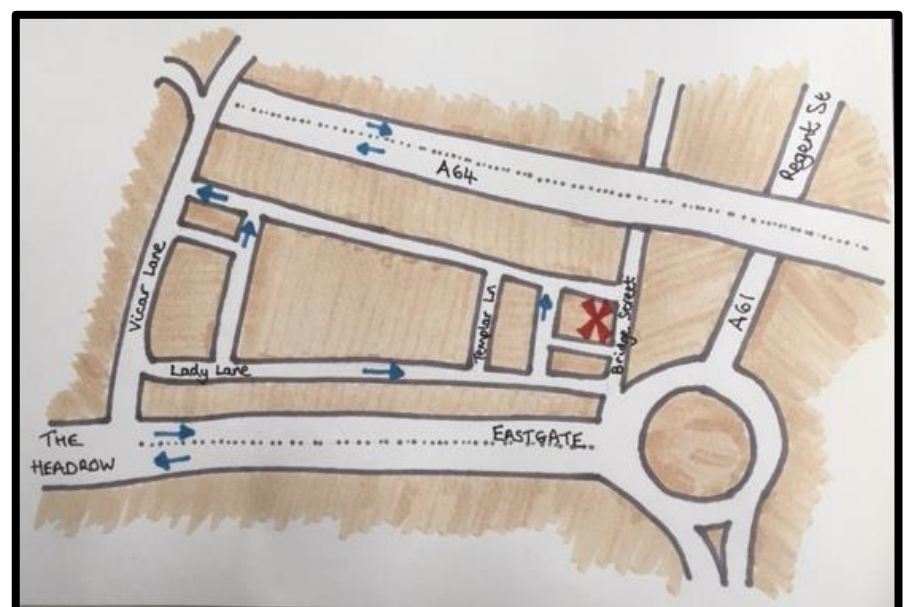 Regent St
A64
Vicar Lane
Templar Ln
Bridge Street
A61
Lady Lane
THE
HEADROW
EASTGATE